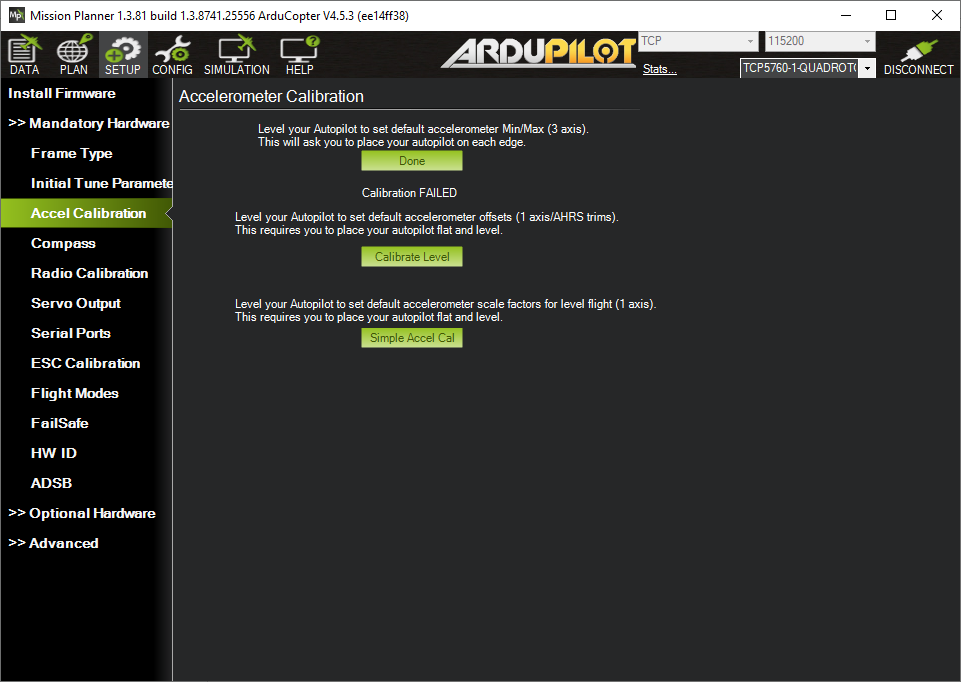 Mission Planner 1.3.81 build 1.3.8741.25556 ArduCopter V4.5.3 (ee14ff38)
DATA PLAN SETUP CONFIG SIMULATION HELP
ARDUPILOT
TCP 115200
Stats... TCP5760-1-QUADROTO DISCONNECT
Install Firmware
>> Mandatory Hardware
Frame Type
Initial Tune Paramete
Accel Calibration
Compass
Radio Calibration
Servo Output
Serial Ports
ESC Calibration
Flight Modes
FailSafe
HW ID
ADSB
>> Optional Hardware
>> Advanced
Accelerometer Calibration
Level your Autopilot to set default accelerometer Min/Max (3 axis).
This will ask you to place your autopilot on each edge.
Done
Calibration FAILED
Level your Autopilot to set default accelerometer offsets (1 axis/AHRS trims).
This requires you to place your autopilot flat and level.
Calibrate Level
Level your Autopilot to set default accelerometer scale factors for level flight (1 axis).
This requires you to place your autopilot flat and level.
Simple Accel Cal